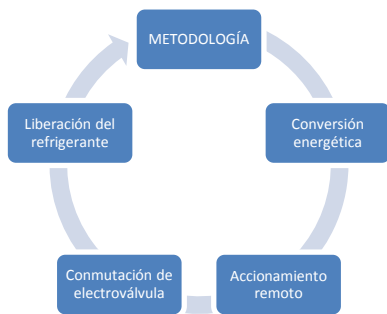 METODOLOGÍA
Conversión
energética
Accionamiento
remoto
Conmutación de
electroválvula
Liberación del
refrigerante